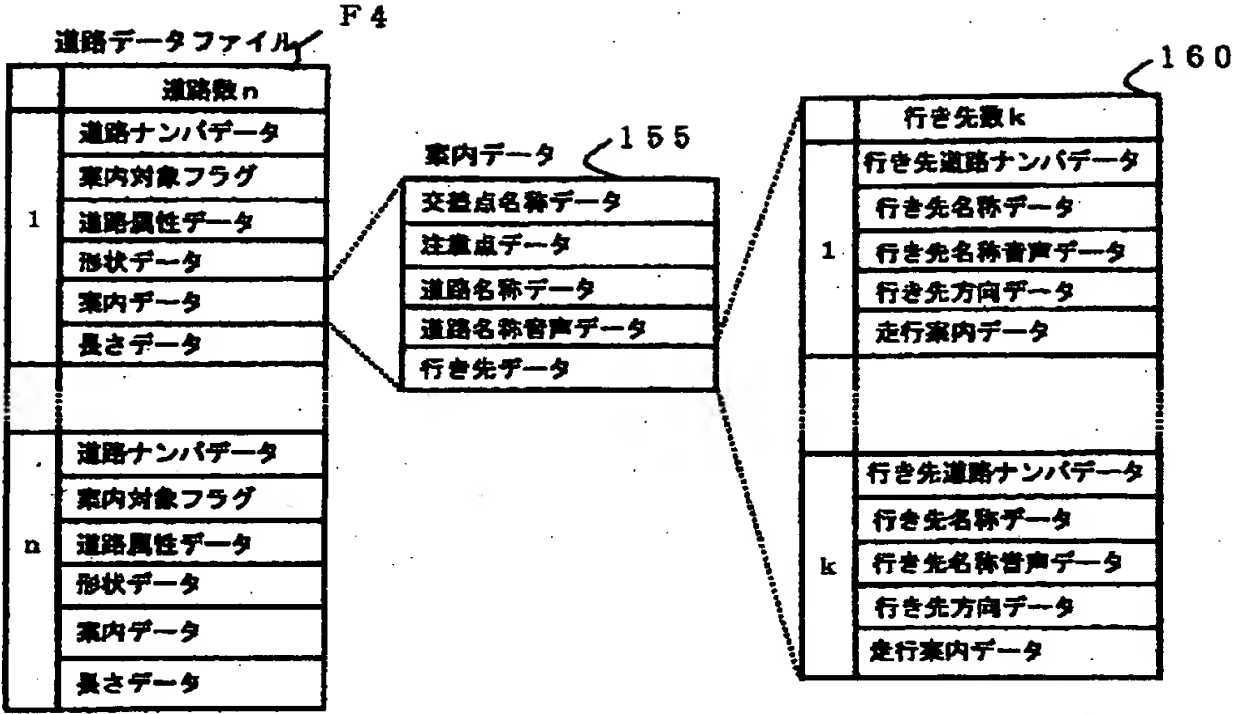 F4
道路データファイル
道路数n
1
道路ナンバデータ
案内対象フラグ
道路属性データ
形状データ
案内データ
長さデータ
n
道路ナンバデータ
案内対象フラグ
道路属性データ
形状データ
案内データ
長さデータ
案内データ
155
交差点名称データ
注意点データ
道路名称データ
道路名称音声データ
行き先データ
160
行き先数k
1
行き先道路ナンバデータ
行き先名称データ
行き先名称音声データ
行き先方向データ
走行案内データ
k
行き先道路ナンバデータ
行き先名称データ
行き先名称音声データ
行き先方向データ
走行案内データ